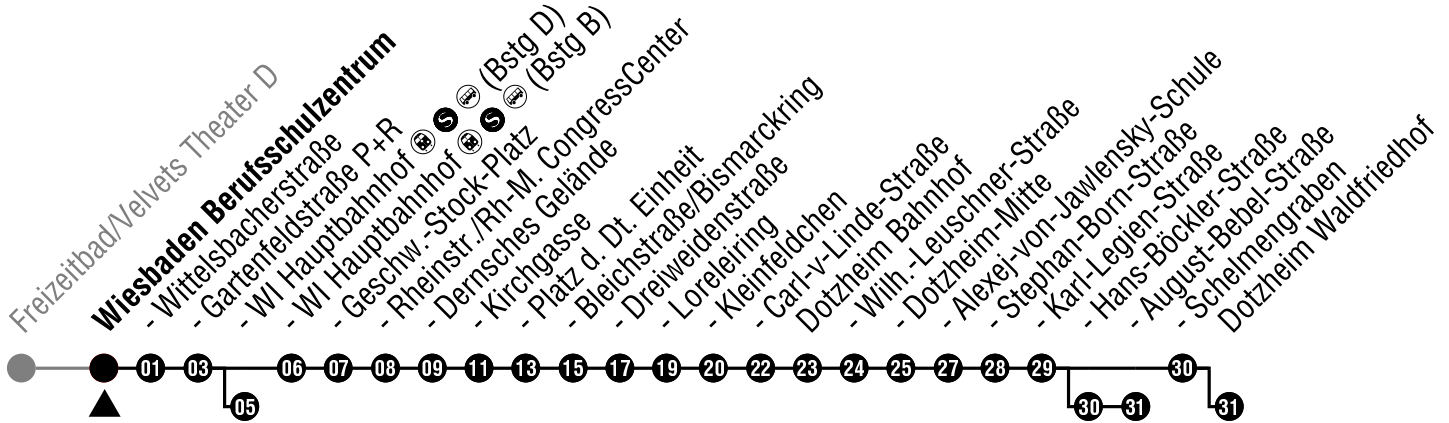 Freizeitbad/Velvets Theater D
Wiesbaden Berufsschulzentrum
- Wittelsbacherstraße
- Gartenfeldstraße P+R
- WI Hauptbahnhof S (Bstg D)
- WI Hauptbahnhof S (Bstg B)
- Geschw.-Stock-Platz
- Rheinstr./Rh-M. CongressCenter
- Dernsches Gelände
- Kirchgasse
- Platz d. Dt. Einheit
- Bleichstraße/Bismarckring
- Dreiweidenstraße
- Loreleiring
- Kleinfeldchen
- Carl-v-Linde-Straße
Dotzheim Bahnhof
- Wilh.-Leuschner-Straße
- Dotzheim-Mitte
- Alexej-von-Jawlensky-Schule
- Stephan-Born-Straße
- Karl-Legien-Straße
- Hans-Böckler-Straße
- August-Bebel-Straße
- Schelmengraben
Dotzheim Waldfriedhof
01 03 06 07 08 09 11 13 15 17 19 20 22 23 24 25 27 28 29 30
05 30 31 31